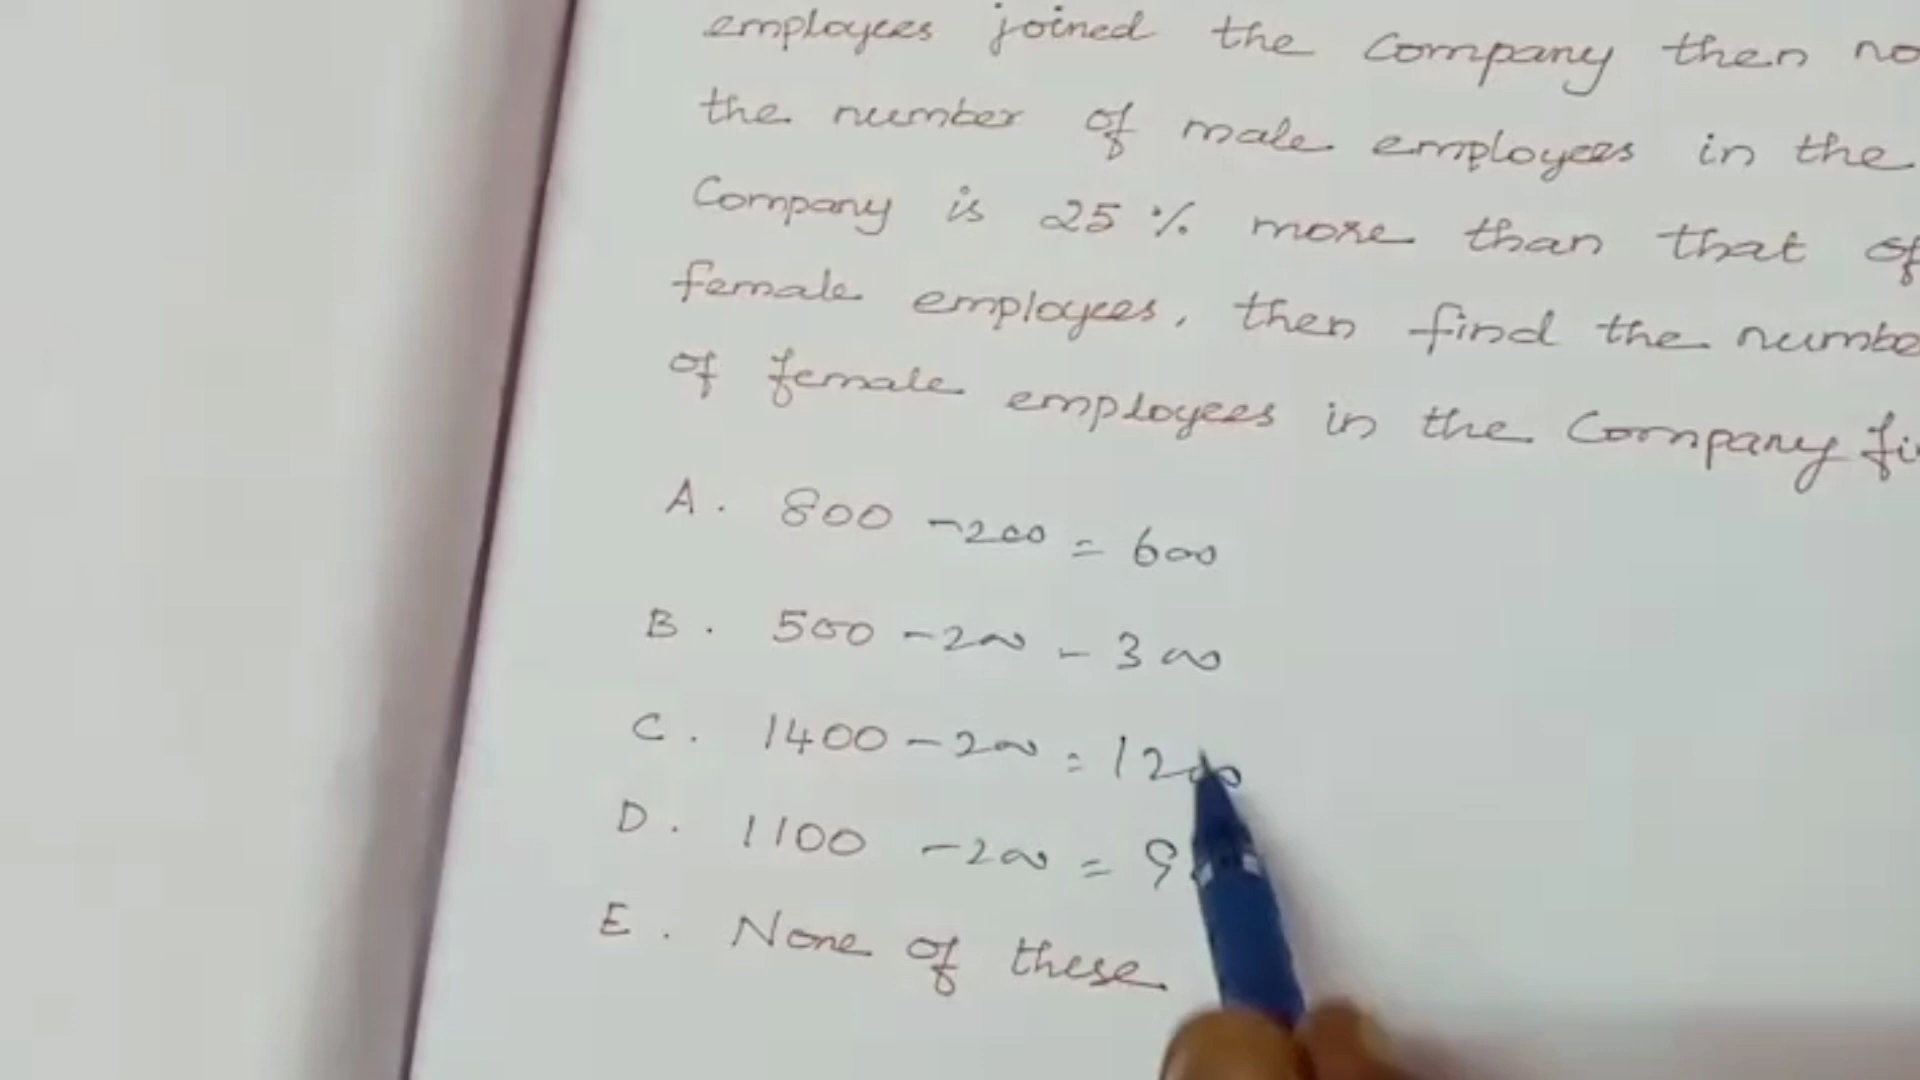 employees joined the Company then no
the number of male employees in the
Company is 25 % more than that of
female employees, then find the numbe
of female employees in the Company fi
A. 800 -200 = 600
B. 500 -200 - 300
C. 1400 -200 = 1200
D. 1100 -200 = 9
E. None of these